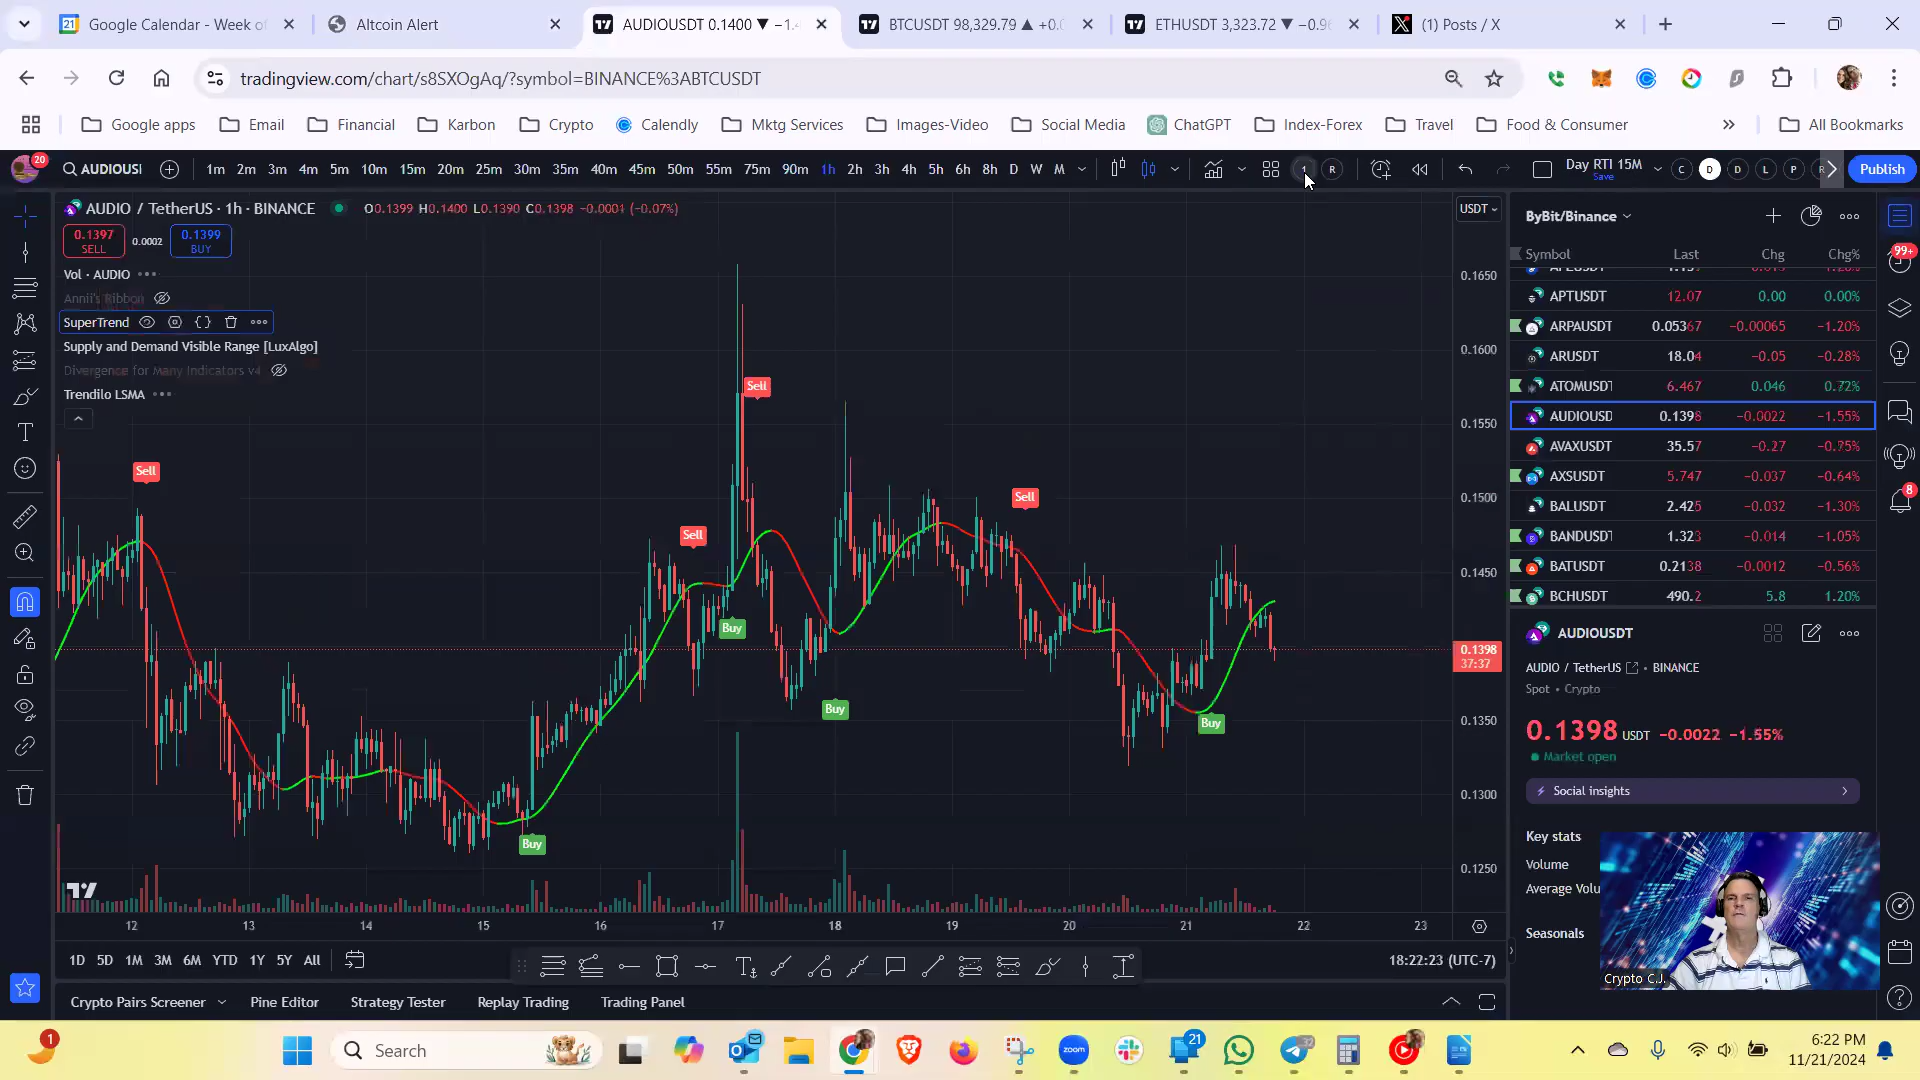 Google Calendar - Week of
Altcoin Alert
AUDIOUSDT 0.1400 ▼ −1.4
BTCUSDT 98,329.79 ▲ +0.0
ETHUSDT 3,323.72 ▼ −0.96
(1) Posts / X
tradingview.com/chart/s8SXOgAq/?symbol=BINANCE%3ABTCUSDT
Google apps
Email
Financial
Karbon
Crypto
Calendly
Mktg Services
Images-Video
Social Media
ChatGPT
Index-Forex
Travel
Food & Consumer
All Bookmarks
20
AUDIOUSI
1m 2m 3m 4m 5m 10m 15m 20m 25m 30m 35m 40m 45m 50m 55m 75m 90m 1h 2h 3h 4h 5h 6h 8h D W M
1 R
Day RTI 15M
Save
C D D L P R
Publish
AUDIO / TetherUS · 1h · BINANCE
O0.1399 H0.1400 L0.1390 C0.1398 −0.0001 (−0.07%)
0.1397
SELL
0.0002
0.1399
BUY
Vol · AUDIO
Annii's Ribbon
SuperTrend
Supply and Demand Visible Range [LuxAlgo]
Divergence for Many Indicators v4
Trendilo LSMA
Sell
Sell
Sell
Sell
Buy
Buy
Buy
Buy
USDT
0.1650
0.1600
0.1550
0.1500
0.1450
0.1398
37:37
0.1350
0.1300
0.1250
12 13 14 15 16 17 18 19 20 21 22 23
1D 5D 1M 3M 6M YTD 1Y 5Y All
18:22:23 (UTC-7)
Crypto Pairs Screener
Pine Editor
Strategy Tester
Replay Trading
Trading Panel
ByBit/Binance
Symbol Last Chg Chg%
APTUSDT 12.07 0.00 0.00%
ARPAUSDT 0.05367 −0.00065 −1.20%
ARUSDT 18.04 −0.05 −0.28%
ATOMUSDT 6.467 0.046 0.72%
AUDIOUSD 0.1398 −0.0022 −1.55%
AVAXUSDT 35.57 −0.27 −0.75%
AXSUSDT 5.747 −0.037 −0.64%
BALUSDT 2.425 −0.032 −1.30%
BANDUSDT 1.323 −0.014 −1.05%
BATUSDT 0.2138 −0.0012 −0.56%
BCHUSDT 490.2 5.8 1.20%
AUDIOUSDT
AUDIO / TetherUS • BINANCE
Spot • Crypto
0.1398 USDT −0.0022 −1.55%
Market open
Social insights
Key stats
Volume
Average Volu
Seasonals
Crypto C.J.
99+
8
1
Search
21
32
zoom
6:22 PM
11/21/2024